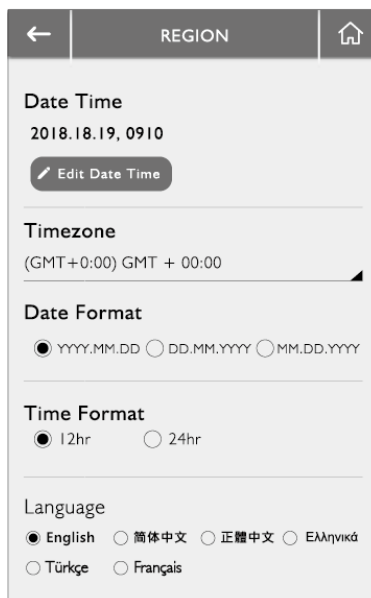 REGION
Date Time
2018.18.19, 0910
Edit Date Time
Timezone
(GMT+0:00) GMT + 00:00
Date Format
YYYY.MM.DD DD.MM.YYYY MM.DD.YYYY
Time Format
12hr 24hr
Language
English 简体中文 正體中文 Ελληνικά
Türkçe Français